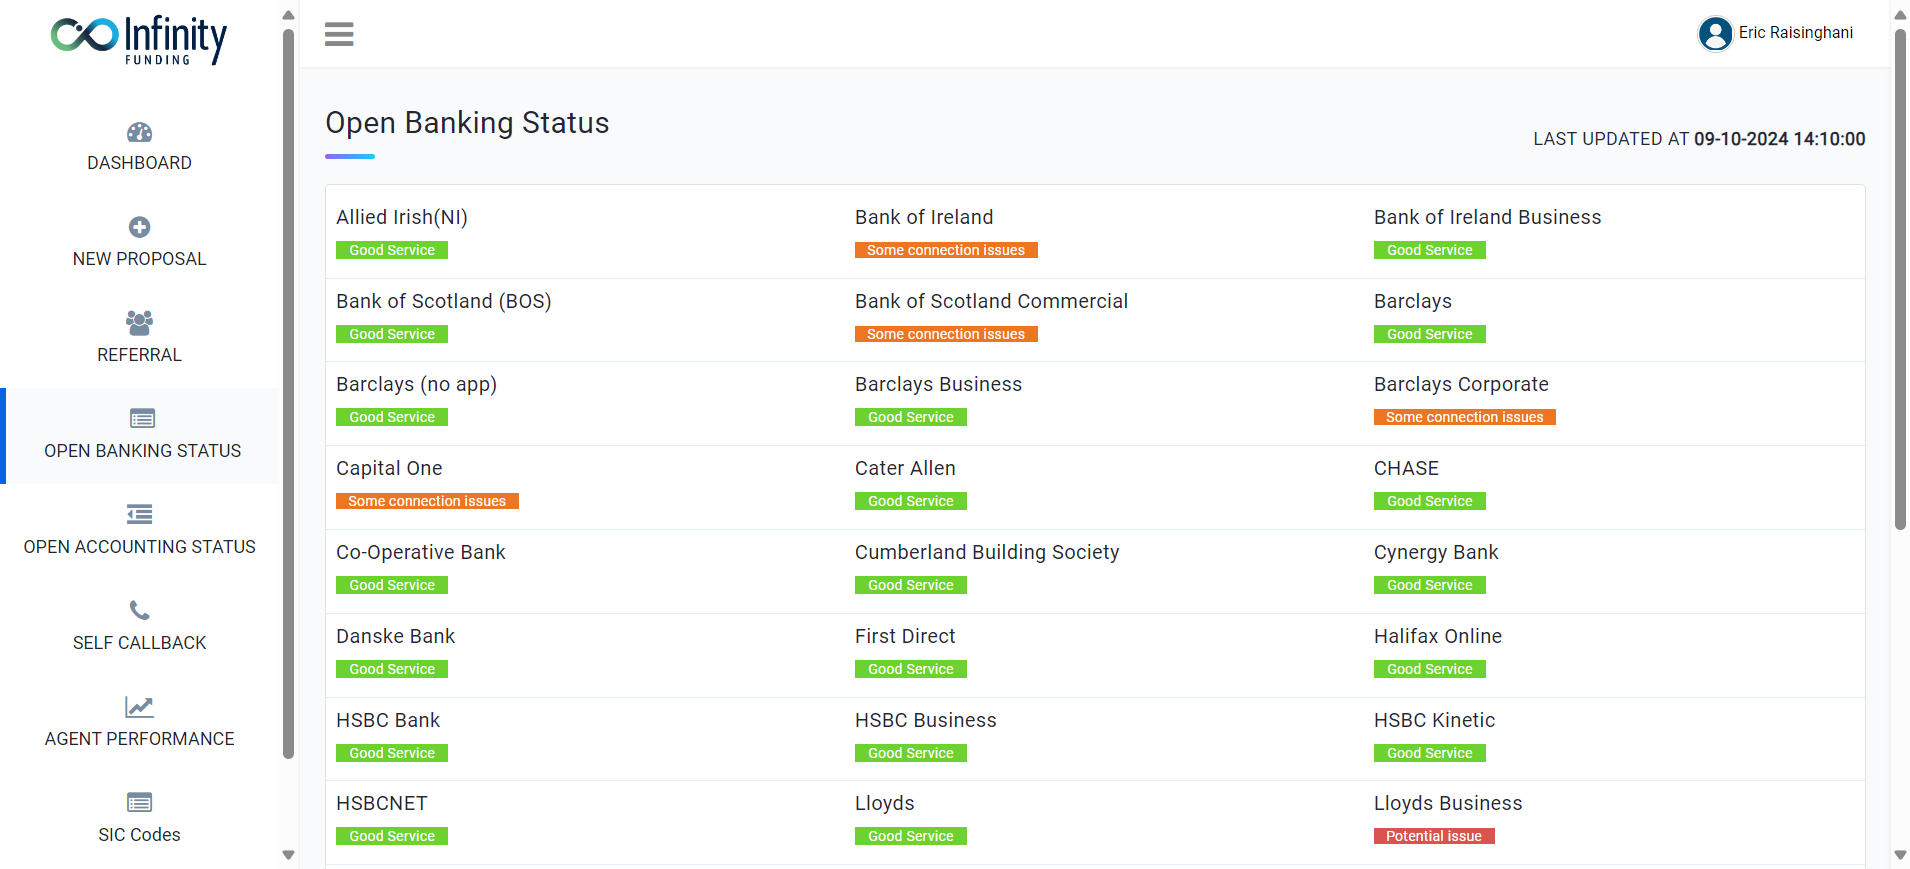 Infinity
FUNDING
Eric Raisinghani
DASHBOARD
NEW PROPOSAL
REFERRAL
OPEN BANKING STATUS
OPEN ACCOUNTING STATUS
SELF CALLBACK
AGENT PERFORMANCE
SIC Codes
Open Banking Status
LAST UPDATED AT 09-10-2024 14:10:00
Allied Irish(NI)
Good Service
Bank of Ireland
Some connection issues
Bank of Ireland Business
Good Service
Bank of Scotland (BOS)
Good Service
Bank of Scotland Commercial
Some connection issues
Barclays
Good Service
Barclays (no app)
Good Service
Barclays Business
Good Service
Barclays Corporate
Some connection issues
Capital One
Some connection issues
Cater Allen
Good Service
CHASE
Good Service
Co-Operative Bank
Good Service
Cumberland Building Society
Good Service
Cynergy Bank
Good Service
Danske Bank
Good Service
First Direct
Good Service
Halifax Online
Good Service
HSBC Bank
Good Service
HSBC Business
Good Service
HSBC Kinetic
Good Service
HSBCNET
Good Service
Lloyds
Good Service
Lloyds Business
Potential issue